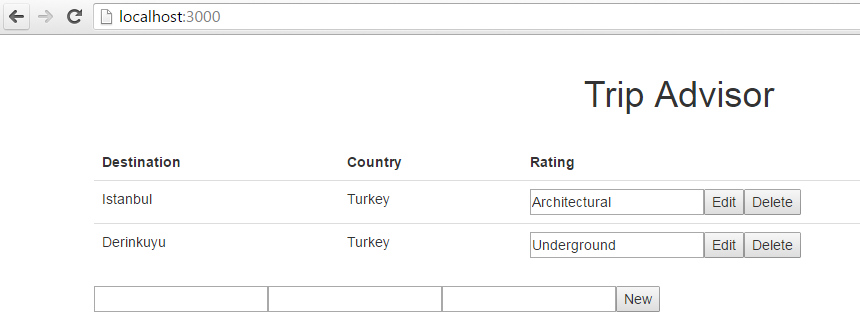 localhost:3000
Trip Advisor
Destination Country Rating
Istanbul Turkey Architectural Edit Delete
Derinkuyu Turkey Underground Edit Delete
New